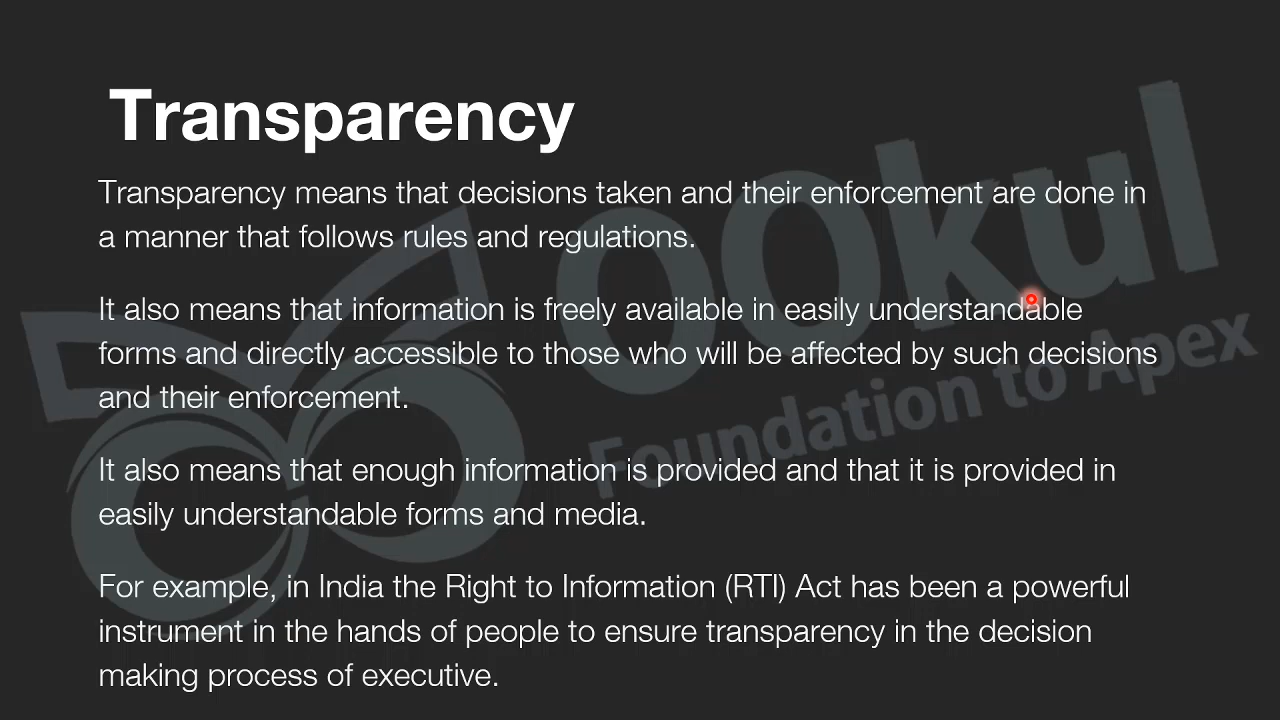 Transparency
Transparency means that decisions taken and their enforcement are done in
a manner that follows rules and regulations.
It also means that information is freely available in easily understandable
forms and directly accessible to those who will be affected by such decisions
and their enforcement.
It also means that enough information is provided and that it is provided in
easily understandable forms and media.
For example, in India the Right to Information (RTI) Act has been a powerful
instrument in the hands of people to ensure transparency in the decision
making process of executive.
OOkul
Foundation to Apex